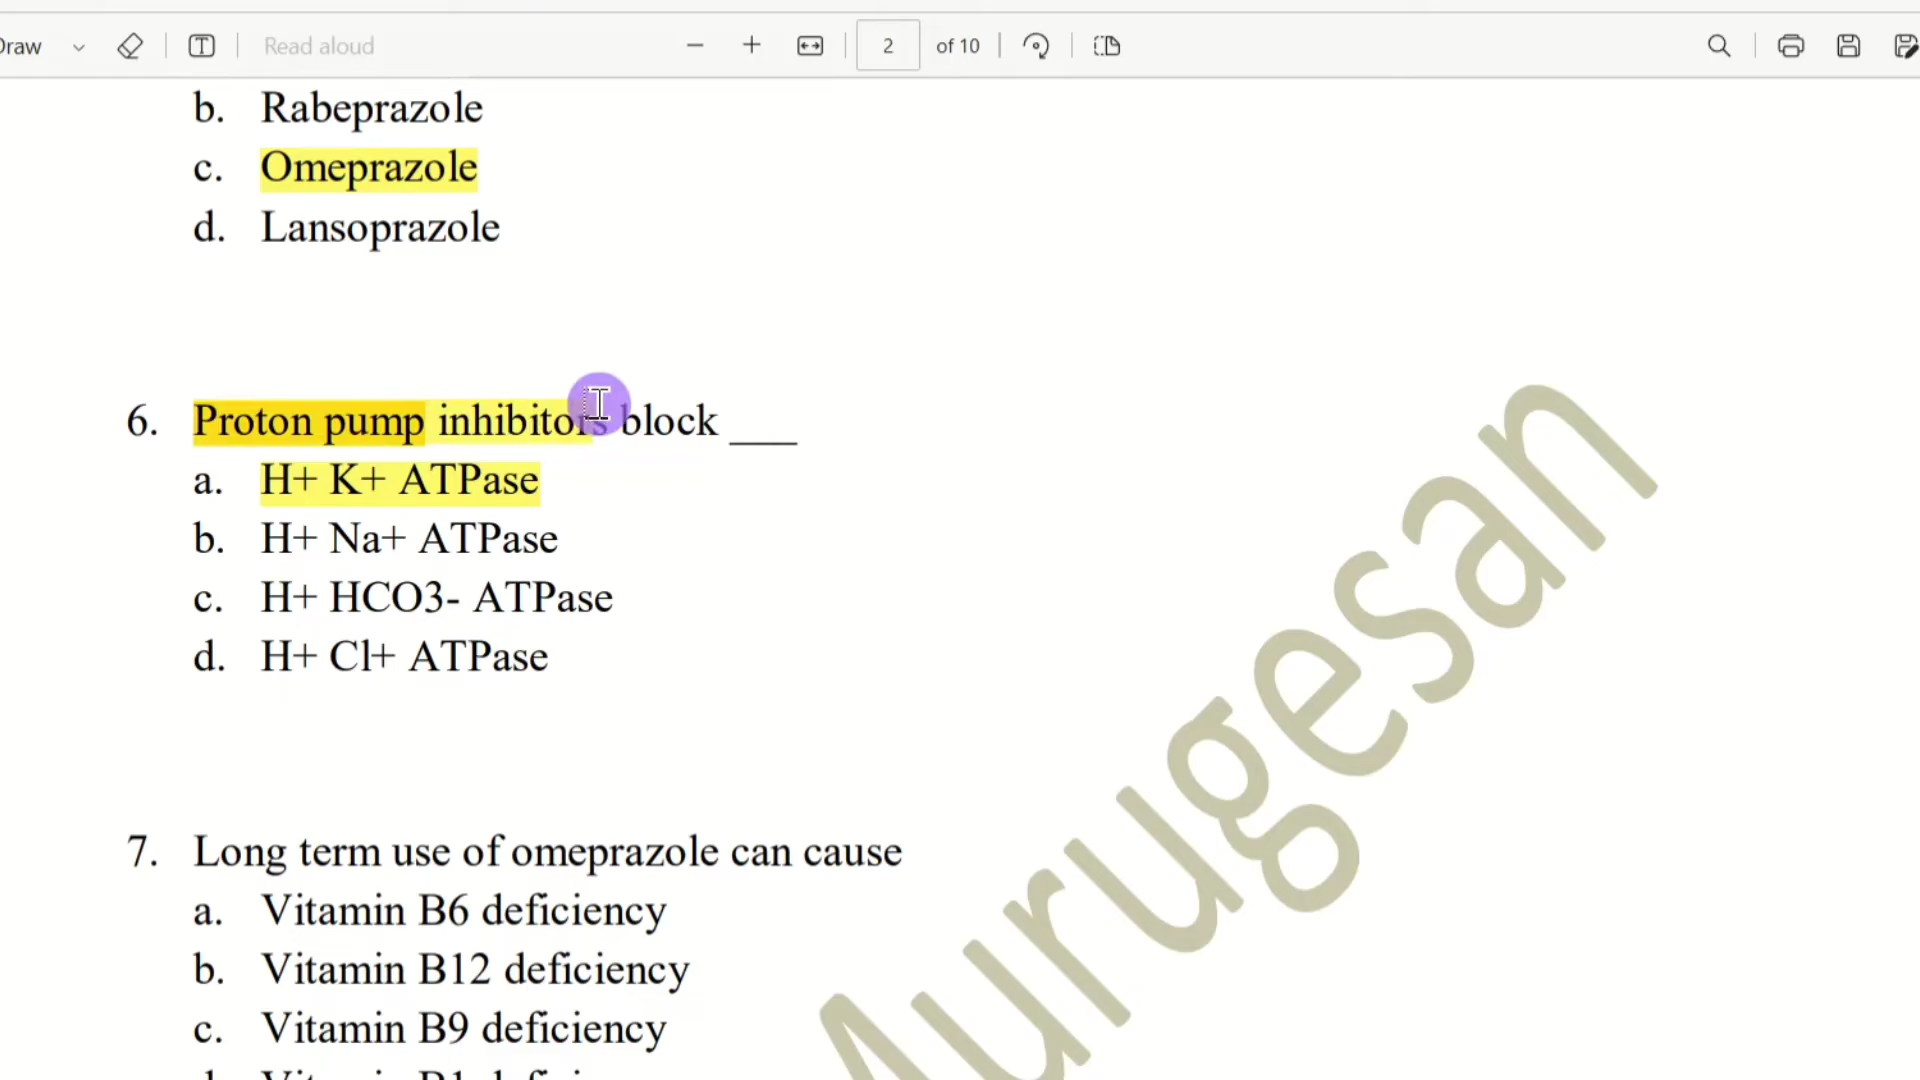 Draw
Read aloud
2 of 10
b. Rabeprazole
c. Omeprazole
d. Lansoprazole
6. Proton pump inhibitors block ___
a. H+ K+ ATPase
b. H+ Na+ ATPase
c. H+ HCO3- ATPase
d. H+ Cl+ ATPase
7. Long term use of omeprazole can cause
a. Vitamin B6 deficiency
b. Vitamin B12 deficiency
c. Vitamin B9 deficiency
d. Vitamin B1
Murugesan